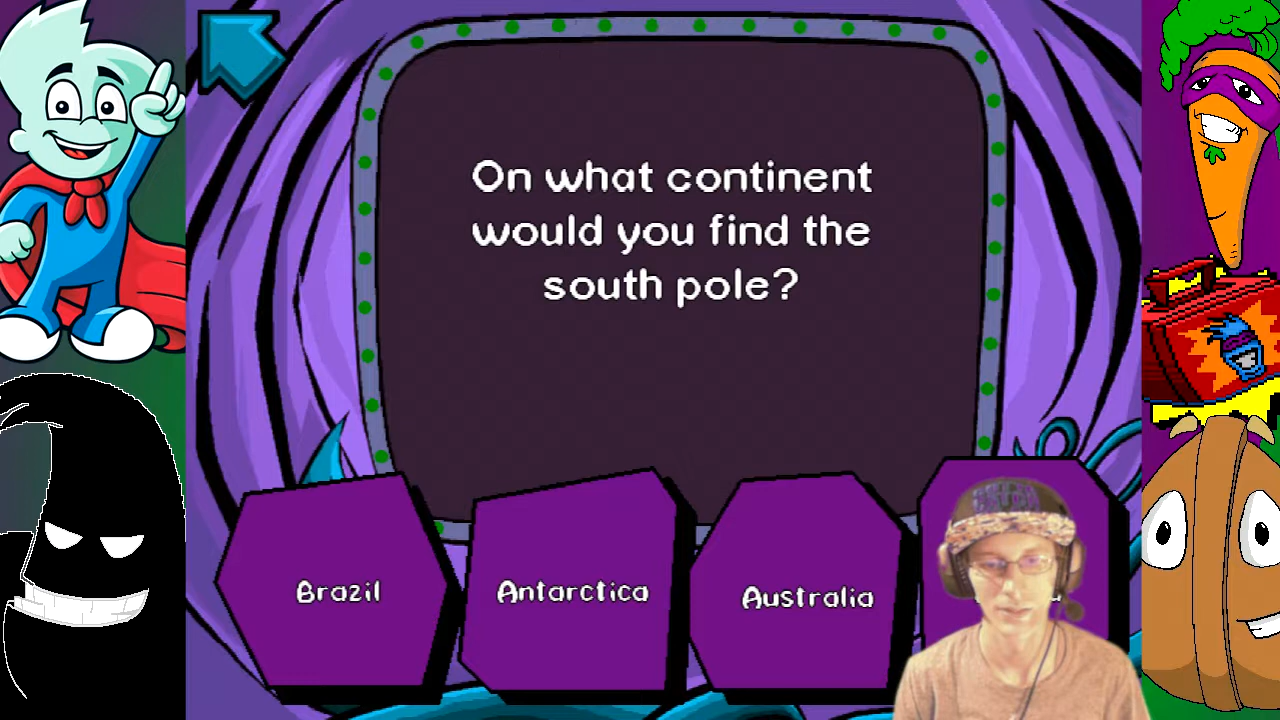 On what continent
would you find the
south pole?
Brazil
Antarctica
Australia